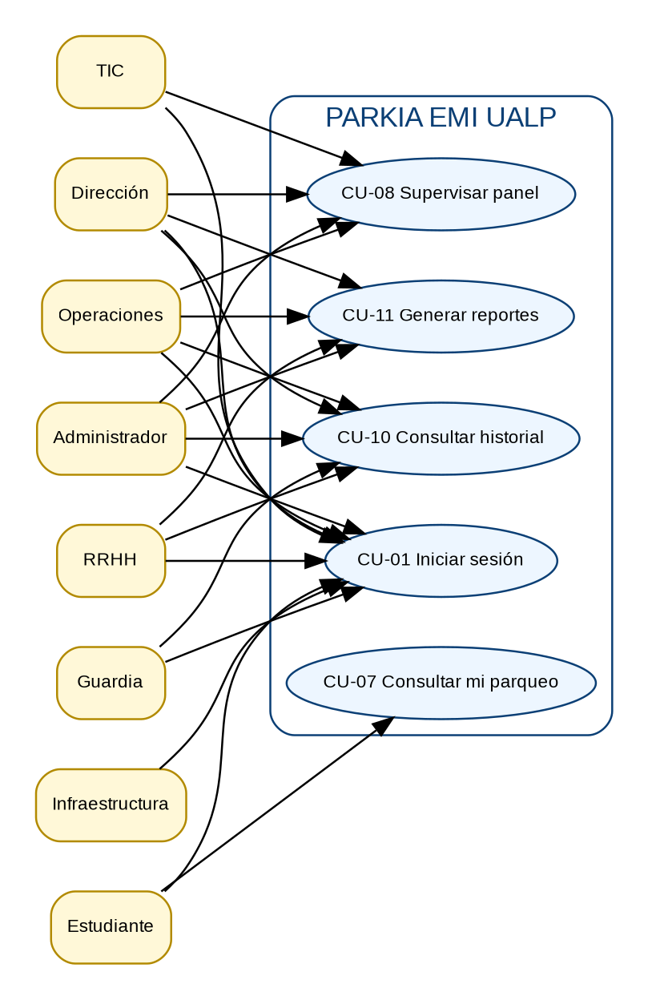 TIC
PARKIA EMI UALP
Dirección
CU-08 Supervisar panel
Operaciones
CU-11 Generar reportes
Administrador
CU-10 Consultar historial
RRHH
CU-01 Iniciar sesión
Guardia
CU-07 Consultar mi parqueo
Infraestructura
Estudiante